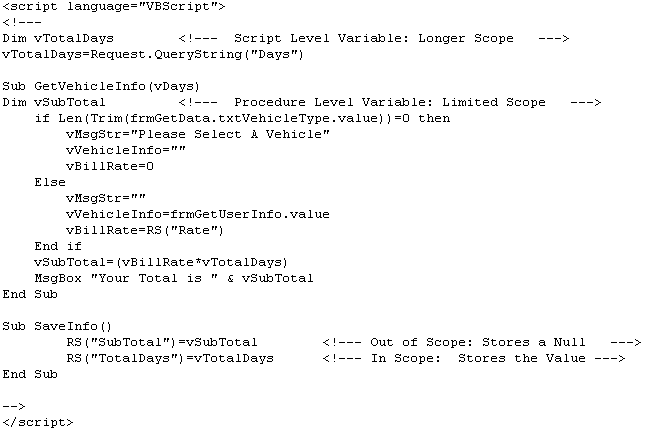 <script language="VBScript">
<!---
Dim vTotalDays        <!---  Script Level Variable: Longer Scope   --->
vTotalDays=Request.QueryString("Days")

Sub GetVehicleInfo(vDays)
Dim vSubTotal         <!---  Procedure Level Variable: Limited Scope   --->
    if Len(Trim(frmGetData.txtVehicleType.value))=0 then
        vMsgStr="Please Select A Vehicle"
        vVehicleInfo=""
        vBillRate=0
    Else
        vMsgStr=""
        vVehicleInfo=frmGetUserInfo.value
        vBillRate=RS("Rate")
    End if
    vSubTotal=(vBillRate*vTotalDays)
    MsgBox "Your Total is " & vSubTotal
End Sub

Sub SaveInfo()
        RS("SubTotal")=vSubTotal        <!--- Out of Scope: Stores a Null   --->
        RS("TotalDays")=vTotalDays      <!--- In Scope:  Stores the Value --->
End Sub

-->
</script>